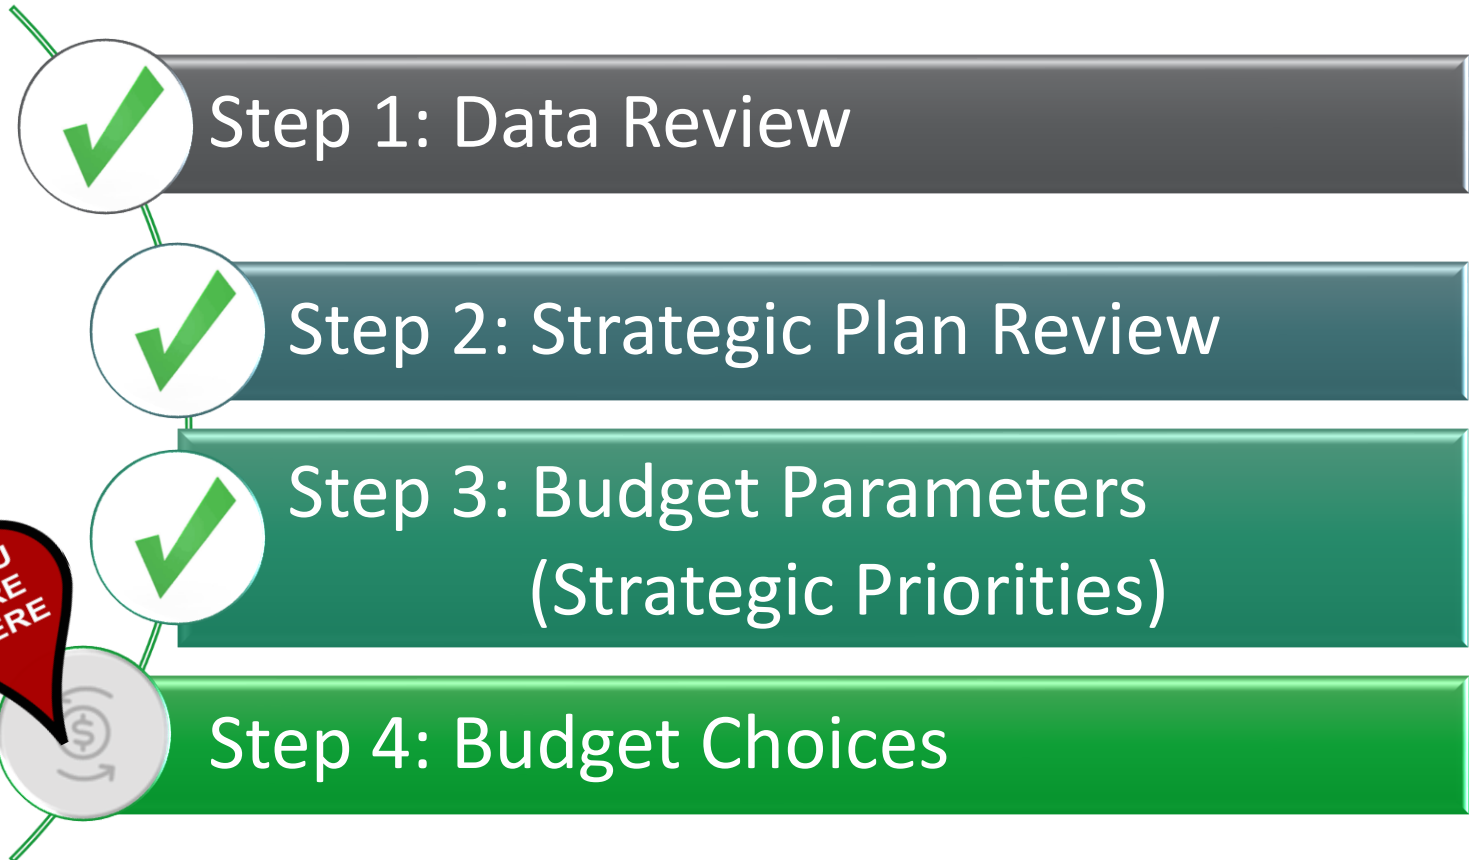 Step 1: Data Review
Step 2: Strategic Plan Review
Step 3: Budget Parameters
(Strategic Priorities)
Step 4: Budget Choices
$